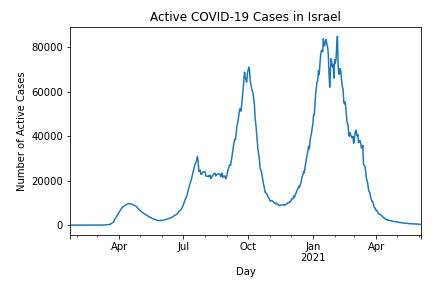 Active COVID-19 Cases in Israel
80000
60000
40000
20000
0
Number of Active Cases
Apr Jul Oct Jan Apr
2021
Day